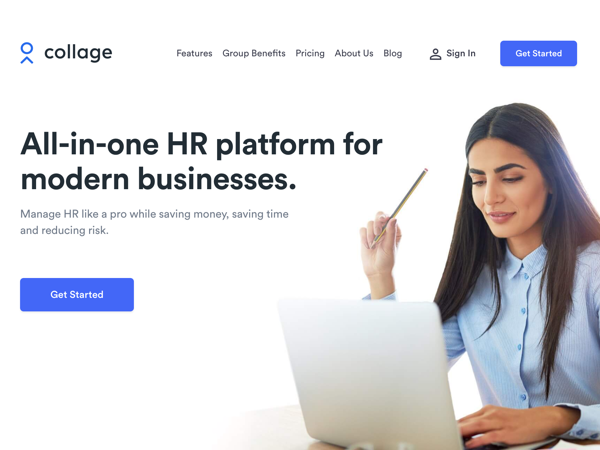 collage
Features Group Benefits Pricing About Us Blog Sign In Get Started
All-in-one HR platform for
modern businesses.
Manage HR like a pro while saving money, saving time
and reducing risk.
Get Started